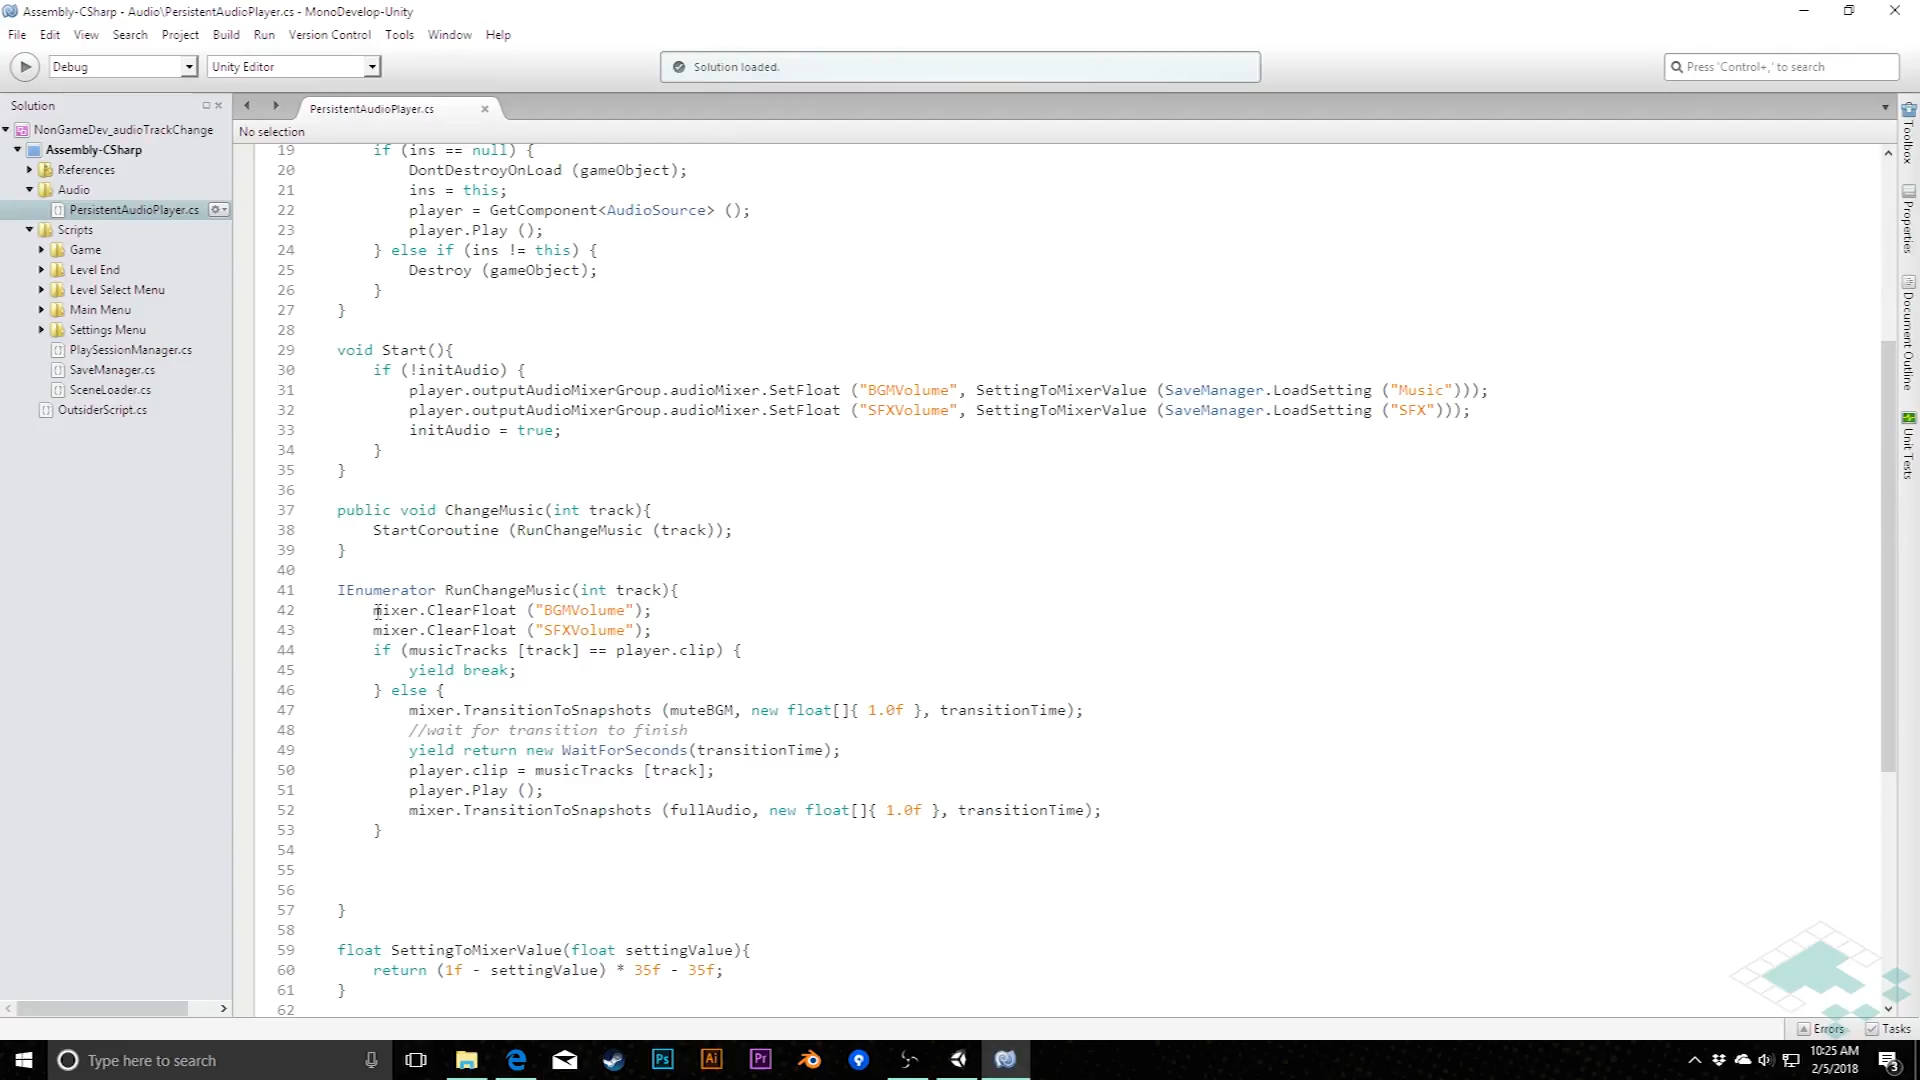 Assembly-CSharp - Audio\PersistentAudioPlayer.cs - MonoDevelop-Unity
File Edit View Search Project Build Run Version Control Tools Window Help
Debug
Unity Editor
Solution loaded.
Press 'Control+,' to search
Solution
NonGameDev_audioTrackChange
Assembly-CSharp
References
Audio
PersistentAudioPlayer.cs
Scripts
Game
Level End
Level Select Menu
Main Menu
Settings Menu
PlaySessionManager.cs
SaveManager.cs
SceneLoader.cs
OutsiderScript.cs
PersistentAudioPlayer.cs
No selection
19 if (ins == null) {
20 DontDestroyOnLoad (gameObject);
21 ins = this;
22 player = GetComponent<AudioSource> ();
23 player.Play ();
24 } else if (ins != this) {
25 Destroy (gameObject);
26 }
27 }
28
29 void Start(){
30 if (!initAudio) {
31 player.outputAudioMixerGroup.audioMixer.SetFloat ("BGMVolume", SettingToMixerValue (SaveManager.LoadSetting ("Music")));
32 player.outputAudioMixerGroup.audioMixer.SetFloat ("SFXVolume", SettingToMixerValue (SaveManager.LoadSetting ("SFX")));
33 initAudio = true;
34 }
35 }
36
37 public void ChangeMusic(int track){
38 StartCoroutine (RunChangeMusic (track));
39 }
40
41 IEnumerator RunChangeMusic(int track){
42 mixer.ClearFloat ("BGMVolume");
43 mixer.ClearFloat ("SFXVolume");
44 if (musicTracks [track] == player.clip) {
45 yield break;
46 } else {
47 mixer.TransitionToSnapshots (muteBGM, new float[]{ 1.0f }, transitionTime);
48 //wait for transition to finish
49 yield return new WaitForSeconds(transitionTime);
50 player.clip = musicTracks [track];
51 player.Play ();
52 mixer.TransitionToSnapshots (fullAudio, new float[]{ 1.0f }, transitionTime);
53 }
54
55
56
57 }
58
59 float SettingToMixerValue(float settingValue){
60 return (1f - settingValue) * 35f - 35f;
61 }
62
Toolbox
Properties
Document Outline
Unit Tests
Errors
Tasks
Type here to search
Ps
Ai
Pr
10:25 AM
2/5/2018
3